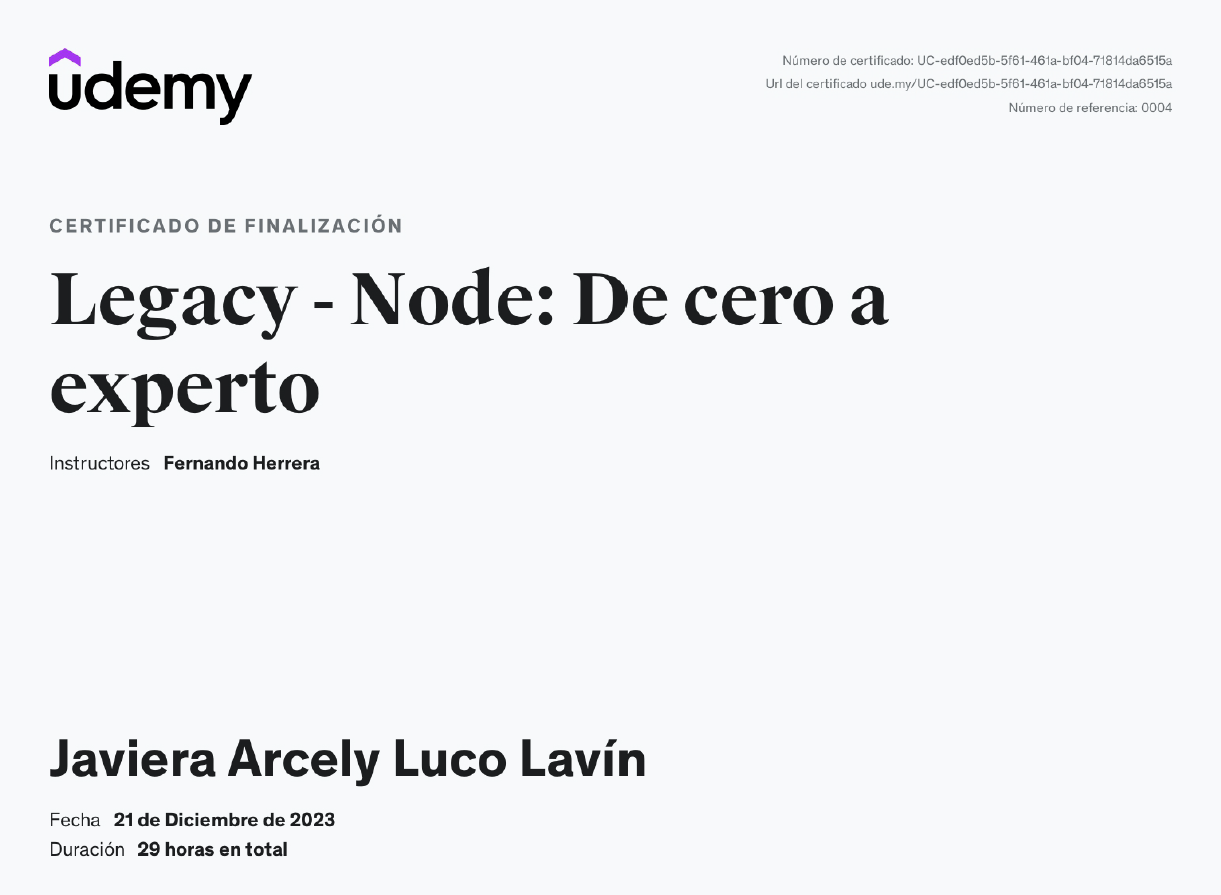 udemy
Número de certificado: UC-edf0ed5b-5f61-461a-bf04-71814da6515a
Url del certificado ude.my/UC-edf0ed5b-5f61-461a-bf04-71814da6515a
Número de referencia: 0004
CERTIFICADO DE FINALIZACIÓN
Legacy - Node: De cero a
experto
Instructores Fernando Herrera
Javiera Arcely Luco Lavín
Fecha 21 de Diciembre de 2023
Duración 29 horas en total